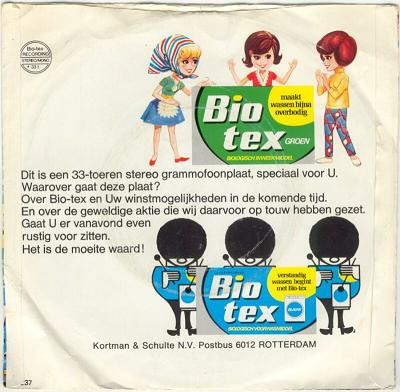 Bio-tex
RECORDING
STEREO/MONO
Bio
tex
GROEN
maakt
wassen bijna
overbodig
BIOLOGISCH INWEEKMIDDEL
Dit is een 33-toeren stereo grammofoonplaat, speciaal voor U.
Waarover gaat deze plaat?
Over Bio-tex en Uw winstmogelijkheden in de komende tijd.
En over de geweldige aktie die wij daarvoor op touw hebben gezet.
Gaat U er vanavond even
rustig voor zitten.
Het is de moeite waard!
Bio
tex
verstandig
wassen begint
met Bio-tex
BIOLOGISCH VOORWASMIDDEL
Kortman & Schulte N.V. Postbus 6012 ROTTERDAM